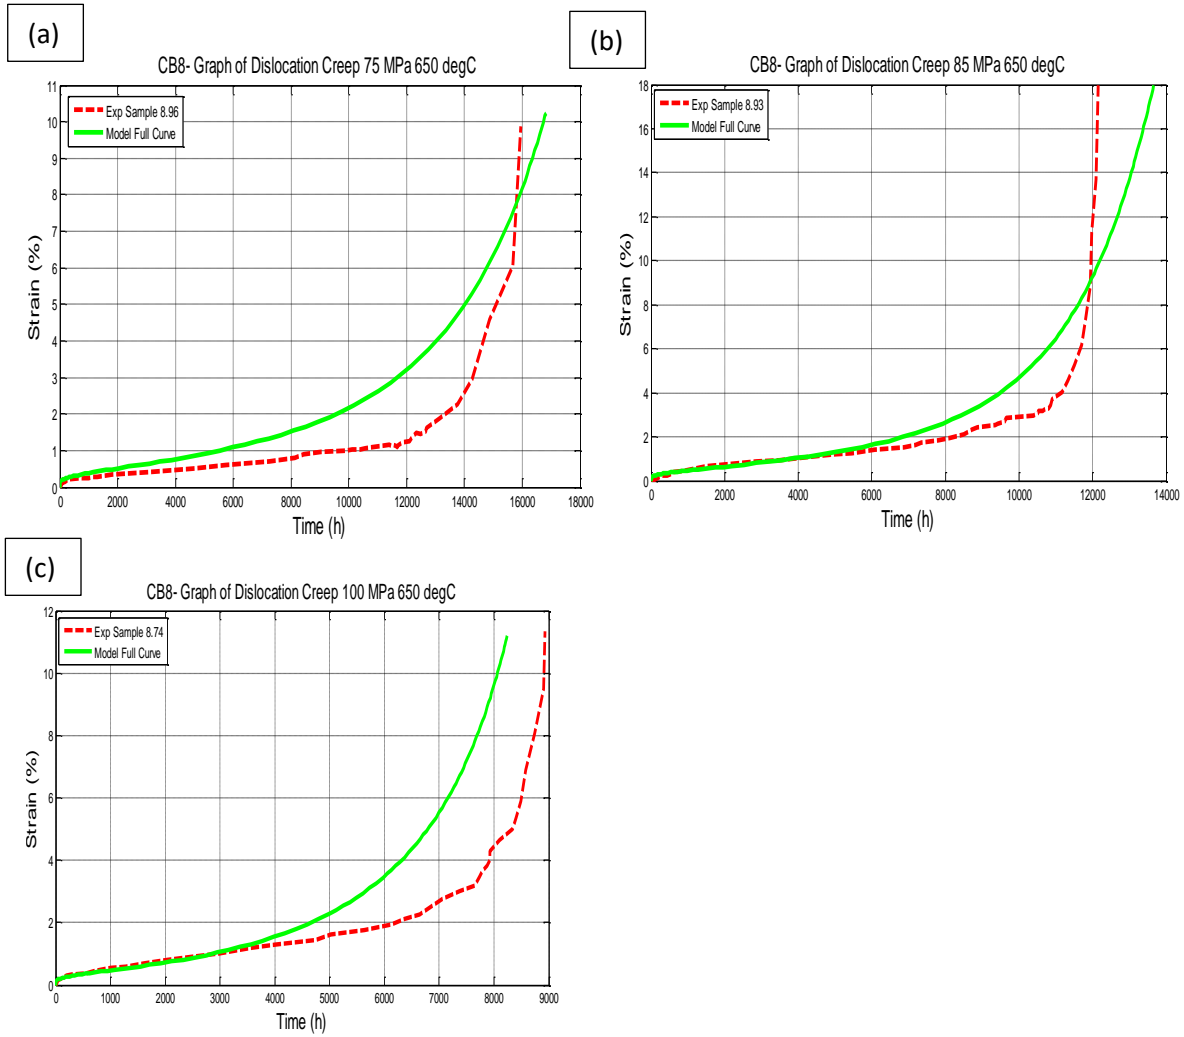 (a)
CB8- Graph of Dislocation Creep 75 MPa 650 degC
Exp Sample 8.96
Model Full Curve
Strain (%)
11
10
9
8
7
6
5
4
3
2
1
0
0 2000 4000 6000 8000 10000 12000 14000 16000 18000
Time (h)
(b)
CB8- Graph of Dislocation Creep 85 MPa 650 degC
Exp Sample 8.93
Model Full Curve
Strain (%)
18
16
14
12
10
8
6
4
2
0
0 2000 4000 6000 8000 10000 12000 14000
Time (h)
(c)
CB8- Graph of Dislocation Creep 100 MPa 650 degC
Exp Sample 8.74
Model Full Curve
Strain (%)
12
10
8
6
4
2
0
0 1000 2000 3000 4000 5000 6000 7000 8000 9000
Time (h)